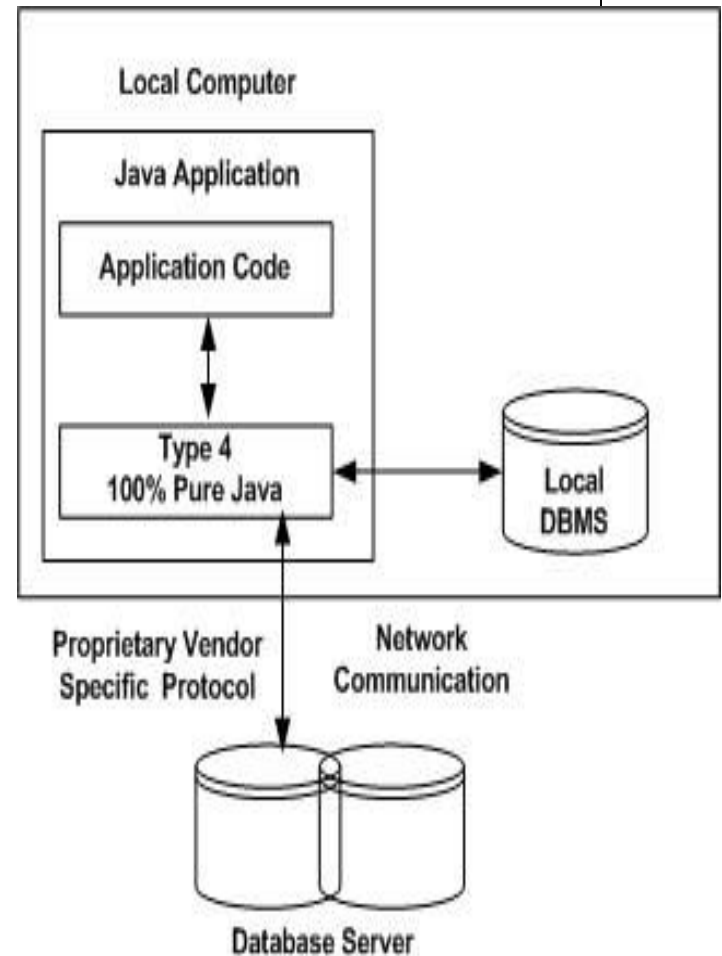 Local Computer
Java Application
Application Code
Type 4
100% Pure Java
Local
DBMS
Proprietary Vendor
Specific Protocol
Network
Communication
Database Server